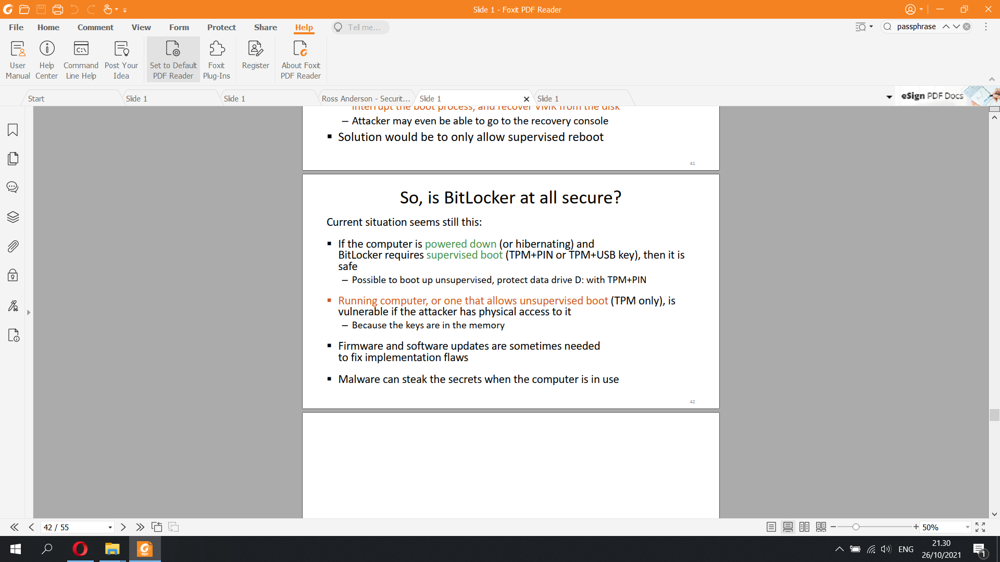 Slide 1 - Foxit PDF Reader
File Home Comment View Form Protect Share Help Tell me... passphrase
User Manual
Help Center
C:\
Command Line Help
Post Your Idea
Set to Default PDF Reader
Foxit Plug-Ins
Register
About Foxit PDF Reader
Start Slide 1 Slide 1 Ross Anderson - Securit... Slide 1 Slide 1 eSign PDF Docs
interrupt the boot process, and recover VMK from the disk
– Attacker may even be able to go to the recovery console
▪ Solution would be to only allow supervised reboot
41
So, is BitLocker at all secure?
Current situation seems still this:
▪ If the computer is powered down (or hibernating) and
BitLocker requires supervised boot (TPM+PIN or TPM+USB key), then it is
safe
– Possible to boot up unsupervised, protect data drive D: with TPM+PIN
▪ Running computer, or one that allows unsupervised boot (TPM only), is
vulnerable if the attacker has physical access to it
– Because the keys are in the memory
▪ Firmware and software updates are sometimes needed
to fix implementation flaws
▪ Malware can steak the secrets when the computer is in use
42
42 / 55 50%
PDF
ENG
21.30
26/10/2021
1